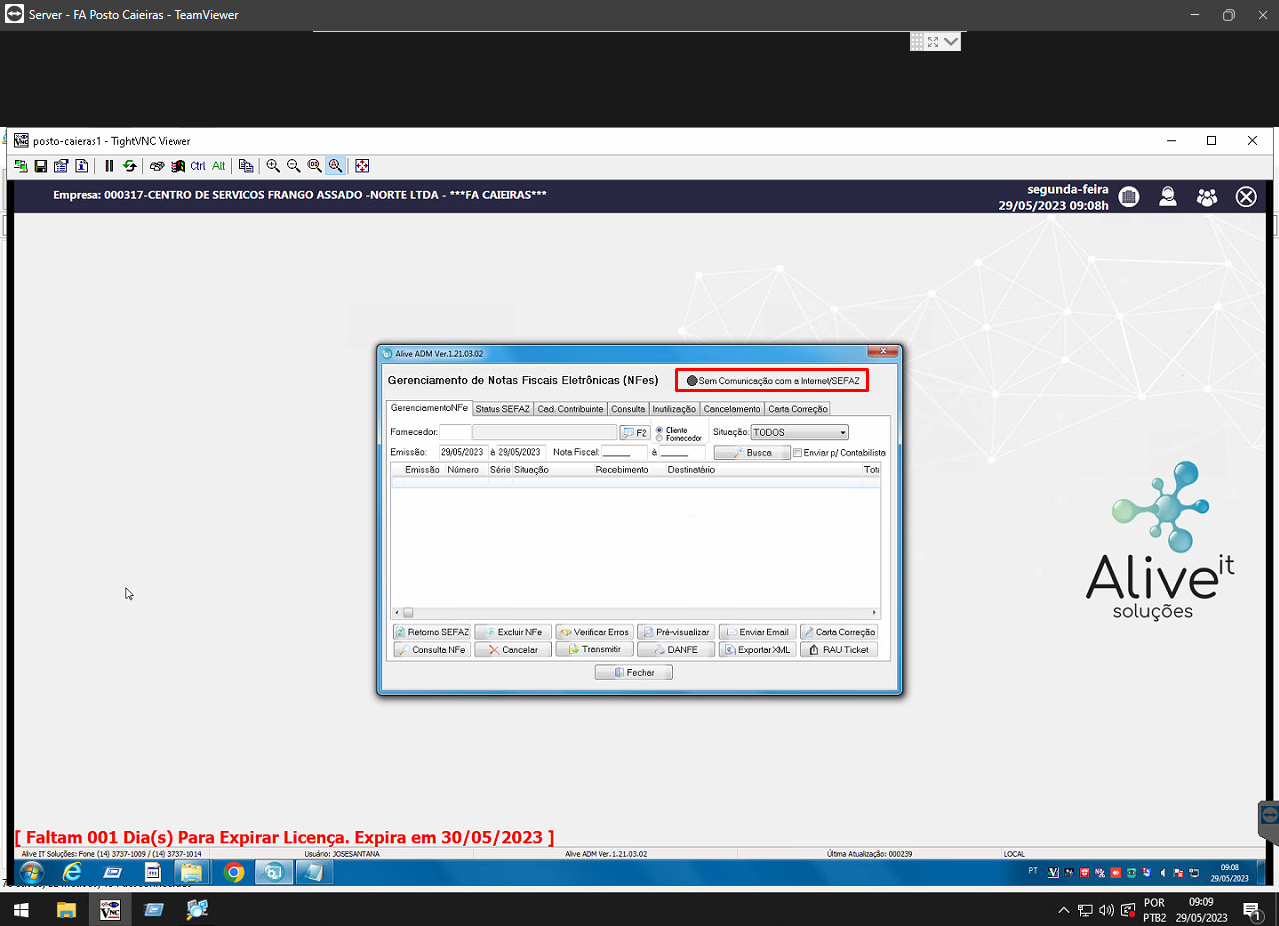 Server - FA Posto Caieiras - TeamViewer
posto-caieras1 - TightVNC Viewer
Ctrl Alt
Empresa: 000317-CENTRO DE SERVICOS FRANGO ASSADO -NORTE LTDA - ***FA CAIEIRAS***
segunda-feira
29/05/2023 09:08h
Alive ADM Ver.1.21.03.02
Gerenciamento de Notas Fiscais Eletrônicas (NFes)
Sem Comunicação com a Internet/SEFAZ
GerenciamentoNFe Status SEFAZ Cad. Contribuinte Consulta Inutilização Cancelamento Carta Correção
Fornecedor: F2 Cliente Fornecedor Situação: TODOS
Emissão: 29/05/2023 à 29/05/2023 Nota Fiscal: ______ à ______ Busca Enviar p/ Contabilista
Emissão Número Série Situação Recebimento Destinatário
Retorno SEFAZ Excluir NFe Verificar Erros Pré-visualizar Enviar Email Carta Correção
Consulta NFe Cancelar Transmitir DANFE Exportar XML RAU Ticket
Fechar
Alive it
soluções
[ Faltam 001 Dia(s) Para Expirar Licença. Expira em 30/05/2023 ]
Alive IT Soluções: Fone (14) 3737-1009 / (14) 3737-1014 Usuário: JOSESANTANA Alive ADM Ver. 1.21.03.02 Última Atualização: 000239 LOCAL
PT
09:08
29/05/2023
POR
PTB2
09:09
29/05/2023
1